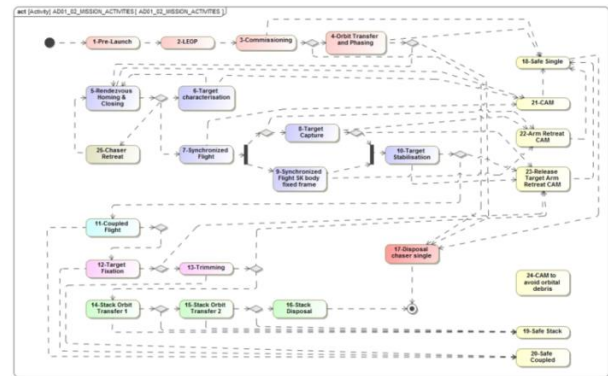 act [Activity] AD01_S2_MISSION_ACTIVITIES [ AD01_S2_MISSION_ACTIVITIES ]
1-Pre-Launch
2-LEOP
3-Commissioning
4-Orbit Transfer
and Phasing
18-Safe Single
5-Rendezvous
Homing &
Closing
6-Target
characterisation
21-CAM
8-Target
Capture
22-Arm Retreat
CAM
7-Synchronized
Flight
10-Target
Stabilisation
Chaser
Retreat
9-Synchronized
Flight SK body
fixed frame
23-Release
Target Arm
Retreat CAM
11-Coupled
Flight
17-Disposal
chaser single
12-Target
Fixation
13-Trimming
24-CAM to
avoid orbital
debris
14-Stack Orbit
Transfer 1
15-Stack Orbit
Transfer 2
16-Stack
Disposal
19-Safe Stack
20-Safe
Coupled